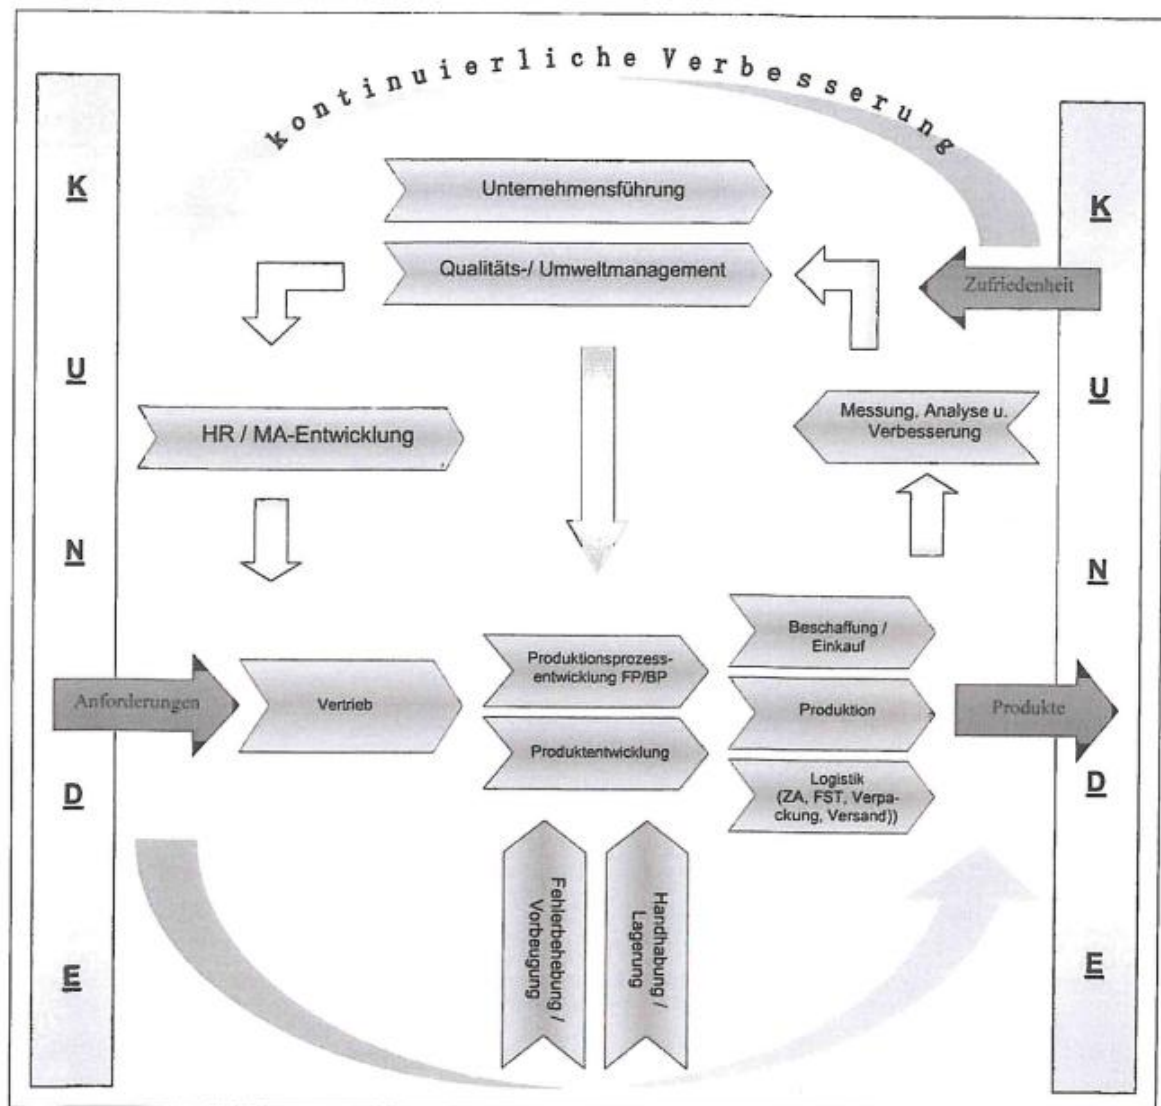 kontinuierliche Verbesserung
K
U
N
D
E
Unternehmensführung
Qualitäts-/ Umweltmanagement
Zufriedenheit
HR / MA-Entwicklung
Messung, Analyse u.
Verbesserung
Anforderungen
Vertrieb
Produktionsprozess-
entwicklung FP/BP
Produktentwicklung
Beschaffung /
Einkauf
Produktion
Logistik
(ZA, FST, Verpa-
ckung, Versand))
Produkte
Fehlerbehebung /
Vorbeugung
Handhabung /
Lagerung
K
U
N
D
E